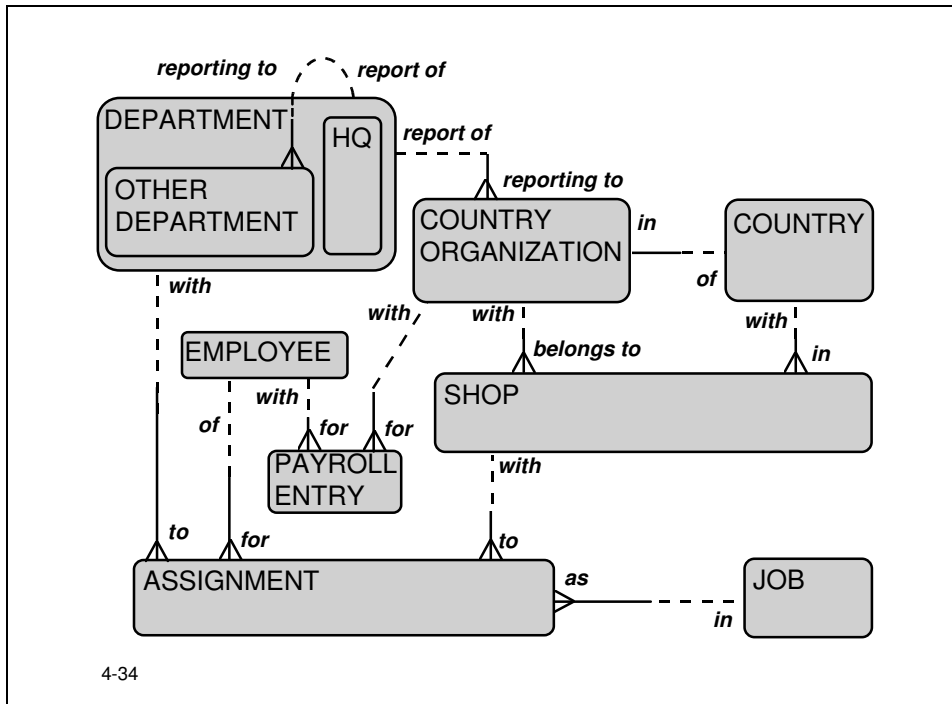 reporting to
report of
DEPARTMENT
HQ
report of
OTHER
DEPARTMENT
reporting to
COUNTRY
ORGANIZATION
in
COUNTRY
of
with
with
with
with
EMPLOYEE
belongs to
in
with
SHOP
of
for
for
PAYROLL
ENTRY
with
to
for
to
ASSIGNMENT
as
JOB
in
4-34